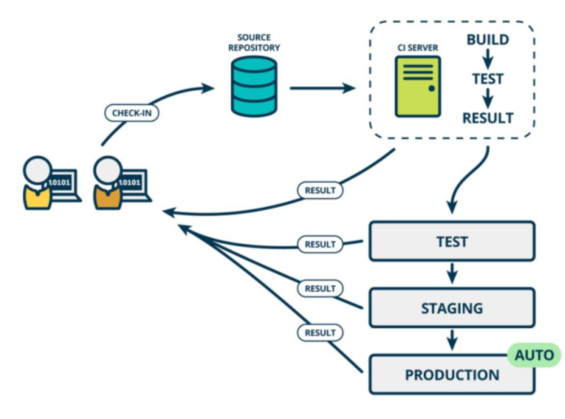 SOURCE
REPOSITORY
CI SERVER
BUILD
TEST
RESULT
CHECK-IN
10101
10101
RESULT
RESULT
TEST
RESULT
STAGING
RESULT
AUTO
PRODUCTION